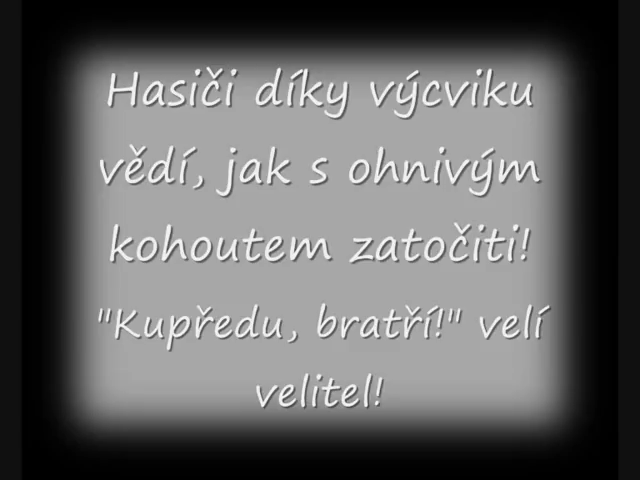 Hasiči díky výcviku
vědí, jak s ohnivým
kohoutem zatočiti!
"Kupředu, bratří!" velí
velitel!